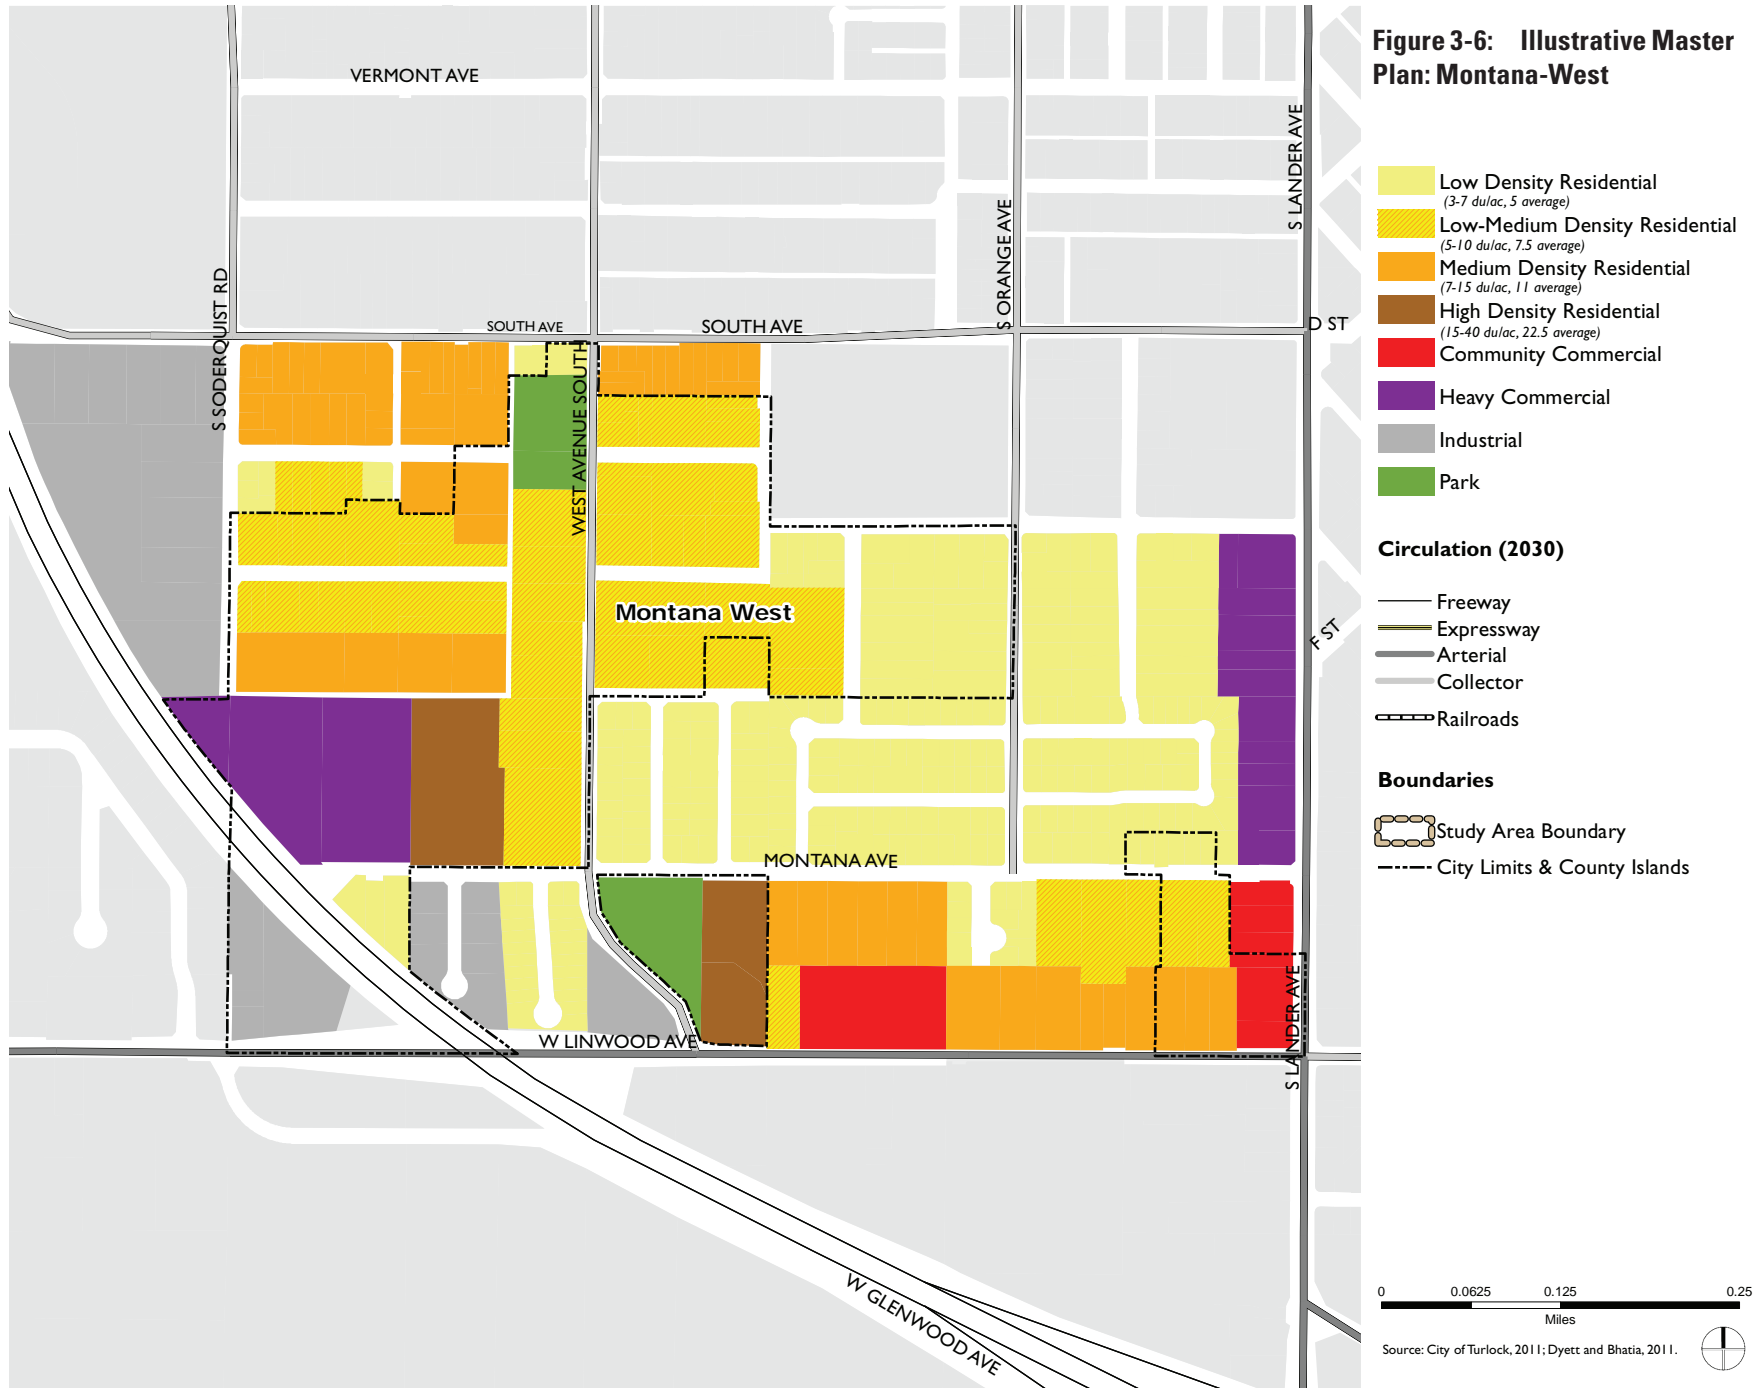 Figure 3-6: Illustrative Master
Plan: Montana-West
Low Density Residential
(3-7 du/ac, 5 average)
Low-Medium Density Residential
(5-10 du/ac, 7.5 average)
Medium Density Residential
(7-15 du/ac, 11 average)
High Density Residential
(15-40 du/ac, 22.5 average)
Community Commercial
Heavy Commercial
Industrial
Park
Circulation (2030)
Freeway
Expressway
Arterial
Collector
Railroads
Boundaries
Study Area Boundary
City Limits & County Islands
VERMONT AVE
S LANDER AVE
S ORANGE AVE
S SODERQUIST RD
SOUTH AVE
SOUTH AVE
D ST
WEST AVENUE SOUTH
Montana West
F ST
MONTANA AVE
W LINWOOD AVE
S LANDER AVE
W GLENWOOD AVE
0 0.0625 0.125 0.25
Miles
Source: City of Turlock, 2011; Dyett and Bhatia, 2011.